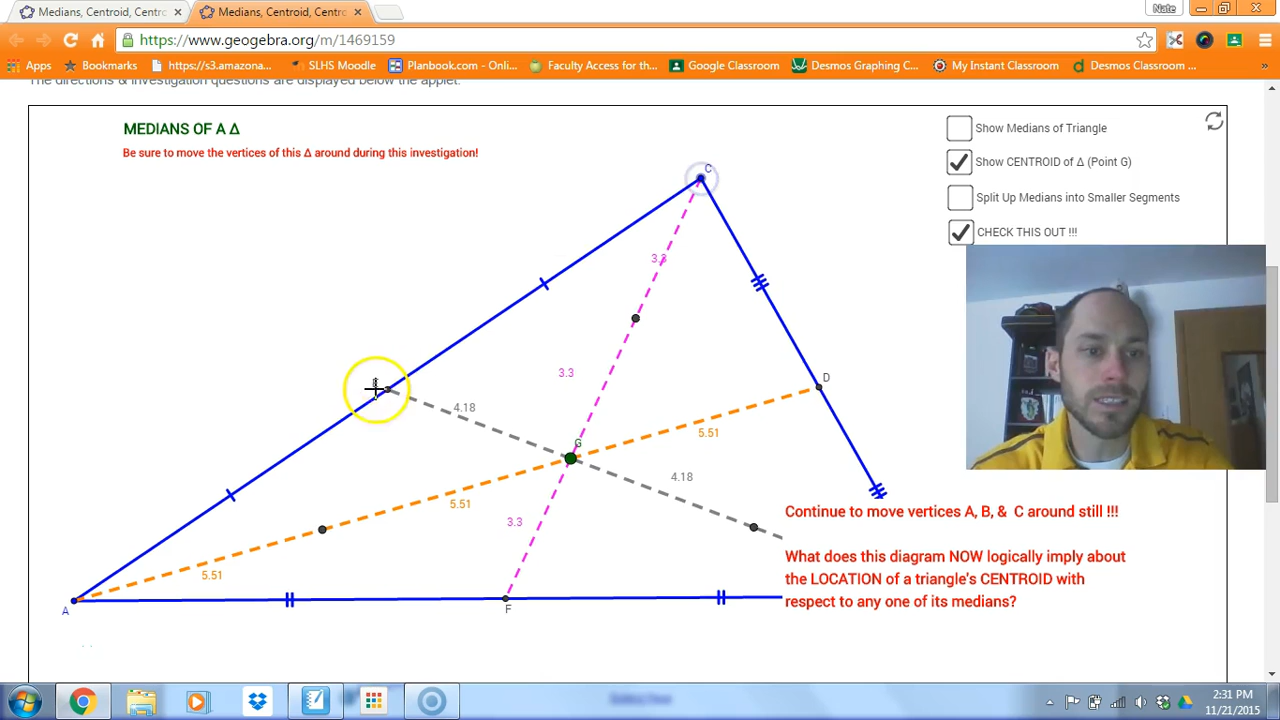 Medians, Centroid, Centro
Medians, Centroid, Centro
Nate
https://www.geogebra.org/m/1469159
Apps
Bookmarks
https://s3.amazona...
SLHS Moodle
Planbook.com - Onlin...
Faculty Access for th...
Google Classroom
Desmos Graphing C...
My Instant Classroom
Desmos Classroom ...
The directions & investigation questions are displayed below the applet.
MEDIANS OF A Δ
Be sure to move the vertices of this Δ around during this investigation!
Show Medians of Triangle
Show CENTROID of Δ (Point G)
Split Up Medians into Smaller Segments
CHECK THIS OUT !!!
C
3.3
3.3
D
4.18
5.51
G
4.18
5.51
3.3
5.51
A
F
Continue to move vertices A, B, & C around still !!!
What does this diagram NOW logically imply about
the LOCATION of a triangle's CENTROID with
respect to any one of its medians?
2:31 PM
11/21/2015